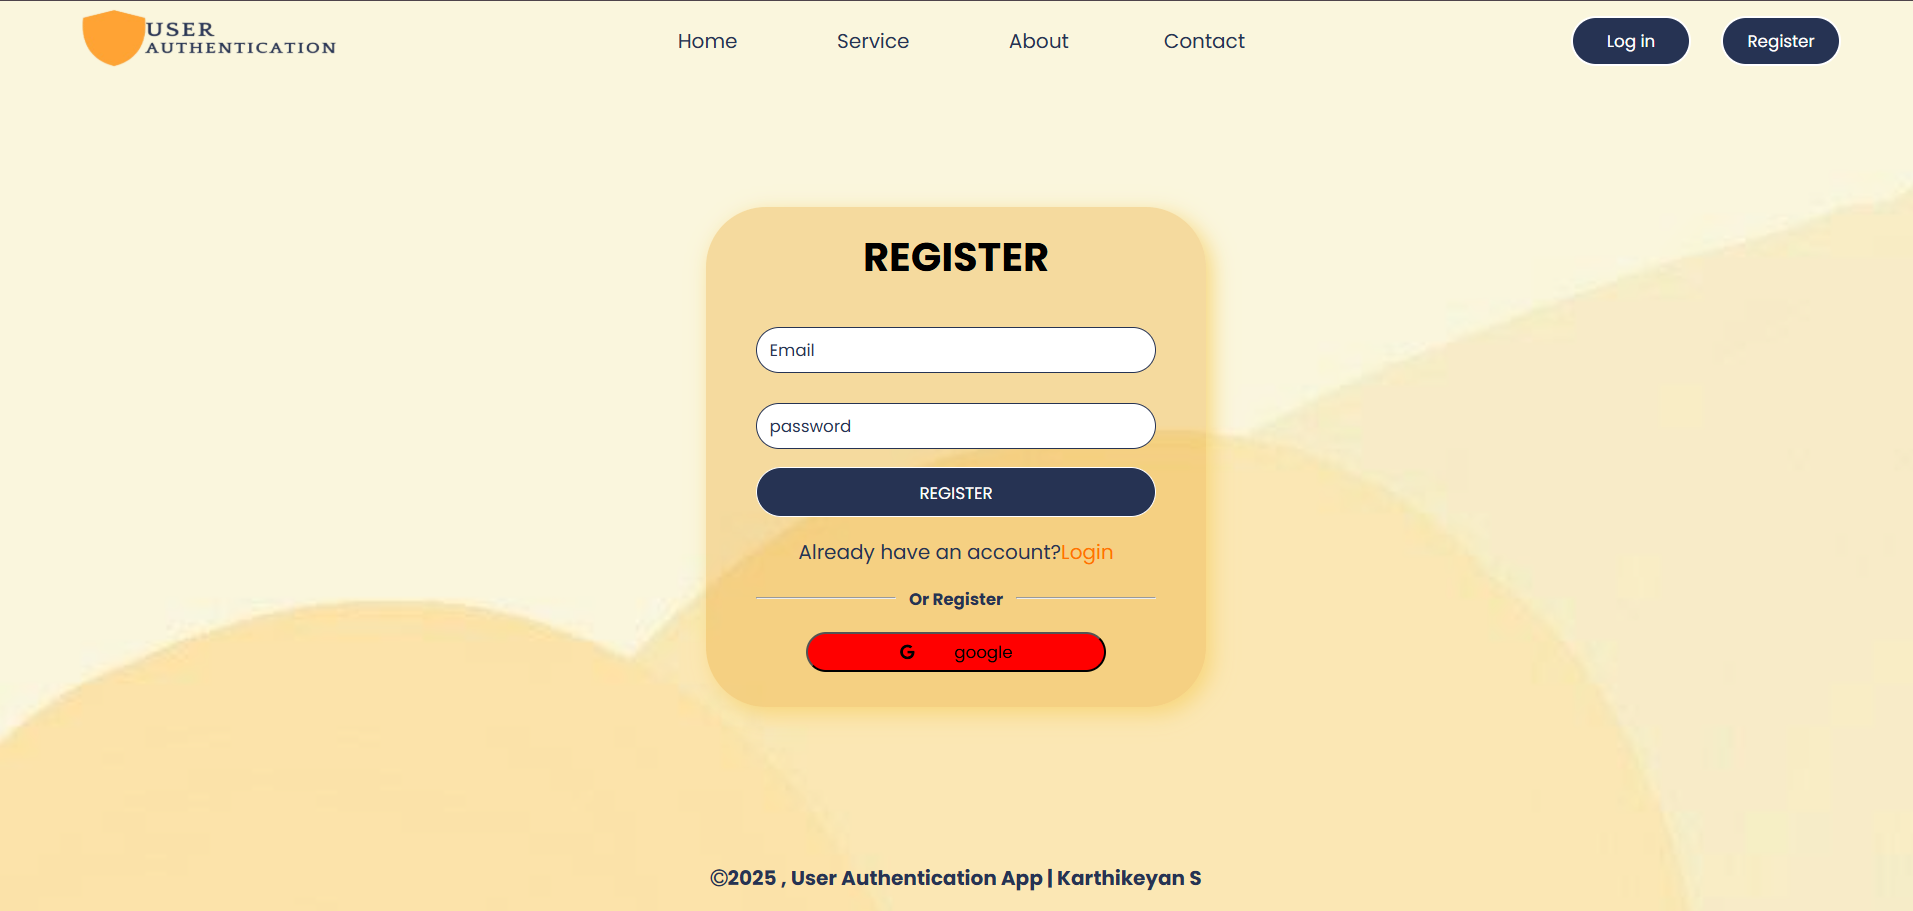 USER
AUTHENTICATION
Home Service About Contact
Log in Register
REGISTER
Email
password
REGISTER
Already have an account?Login
Or Register
G google
©2025 , User Authentication App | Karthikeyan S